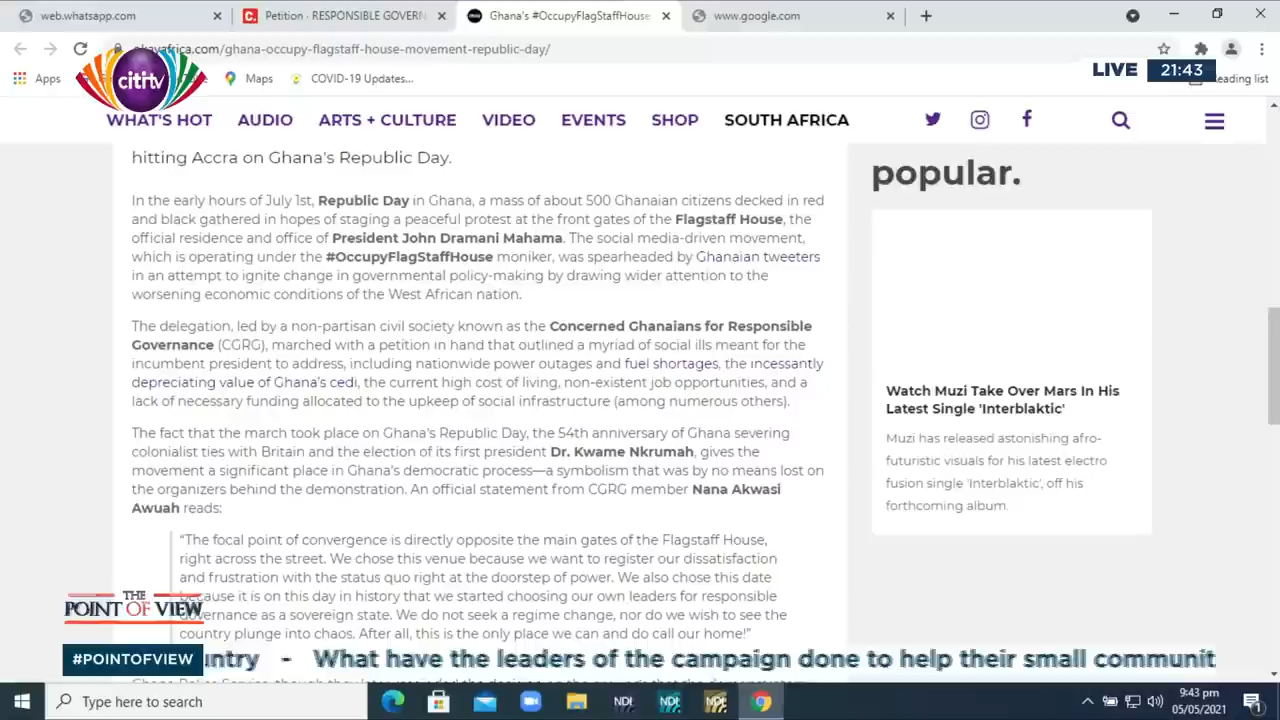 web.whatsapp.com
Petition · RESPONSIBLE GOVERN
Ghana's #OccupyFlagStaffHouse
www.google.com
okayafrica.com/ghana-occupy-flagstaff-house-movement-republic-day/
Apps
Maps
COVID-19 Updates...
eading list
citi tv
LIVE
21:43
WHAT'S HOT
AUDIO
ARTS + CULTURE
VIDEO
EVENTS
SHOP
SOUTH AFRICA
hitting Accra on Ghana's Republic Day.
In the early hours of July 1st, Republic Day in Ghana, a mass of about 500 Ghanaian citizens decked in red
and black gathered in hopes of staging a peaceful protest at the front gates of the Flagstaff House, the
official residence and office of President John Dramani Mahama. The social media-driven movement,
which is operating under the #OccupyFlagStaffHouse moniker, was spearheaded by Ghanaian tweeters
in an attempt to ignite change in governmental policy-making by drawing wider attention to the
worsening economic conditions of the West African nation.
The delegation, led by a non-partisan civil society known as the Concerned Ghanaians for Responsible
Governance (CGRG), marched with a petition in hand that outlined a myriad of social ills meant for the
incumbent president to address, including nationwide power outages and fuel shortages, the incessantly
depreciating value of Ghana's cedi, the current high cost of living, non-existent job opportunities, and a
lack of necessary funding allocated to the upkeep of social infrastructure (among numerous others).
The fact that the march took place on Ghana's Republic Day, the 54th anniversary of Ghana severing
colonialist ties with Britain and the election of its first president Dr. Kwame Nkrumah, gives the
movement a significant place in Ghana's democratic process—a symbolism that was by no means lost on
the organizers behind the demonstration. An official statement from CGRG member Nana Akwasi
Awuah reads:
"The focal point of convergence is directly opposite the main gates of the Flagstaff House,
right across the street. We chose this venue because we want to register our dissatisfaction
and frustration with the status quo right at the doorstep of power. We also chose this date
because it is on this day in history that we started choosing our own leaders for responsible
governance as a sovereign state. We do not seek a regime change, nor do we wish to see the
country plunge into chaos. After all, this is the only place we can and do call our home!"
popular.
Watch Muzi Take Over Mars In His
Latest Single 'Interblaktic'
Muzi has released astonishing afro-
futuristic visuals for his latest electro
fusion single 'Interblaktic', off his
forthcoming album.
THE
POINT OF VIEW
#POINTOFVIEW
untry - What have the leaders of the campaign done to help their small communit
Type here to search
9:43 pm
05/05/2021